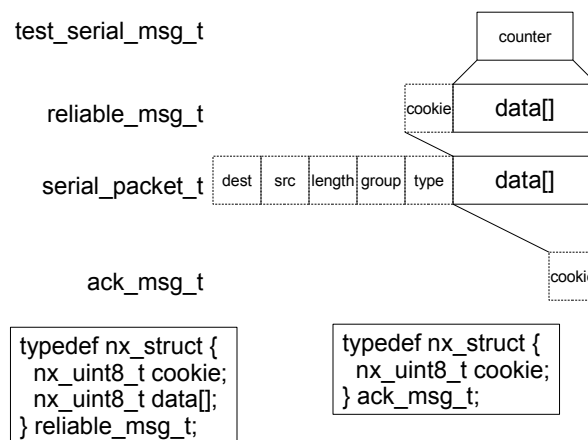 test_serial_msg_t
counter
reliable_msg_t
cookie
data[]
serial_packet_t
dest
src
length
group
type
data[]
ack_msg_t
cookie
typedef nx_struct {
nx_uint8_t cookie;
nx_uint8_t data[];
} reliable_msg_t;
typedef nx_struct {
nx_uint8_t cookie;
} ack_msg_t;